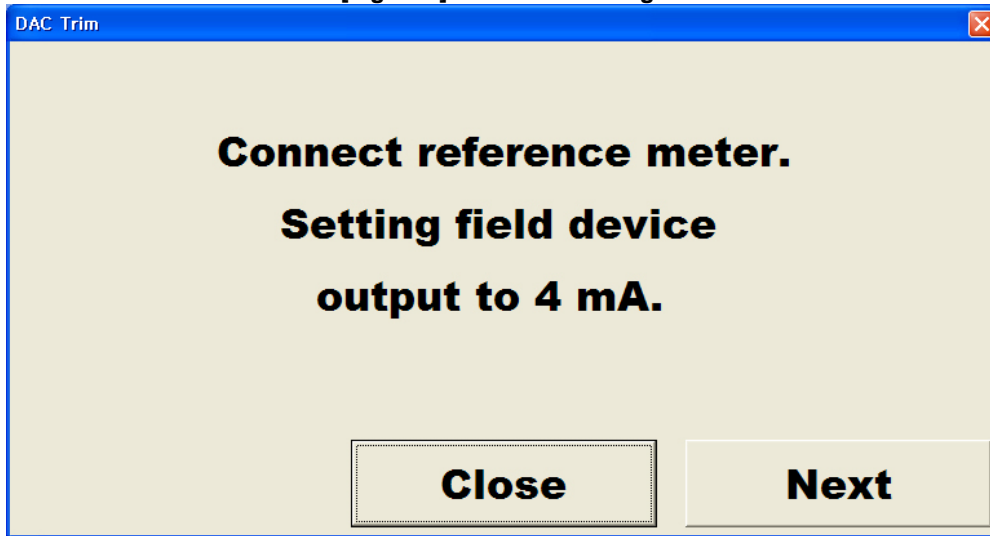 DAC Trim
Connect reference meter.
Setting field device
output to 4 mA.
Close
Next